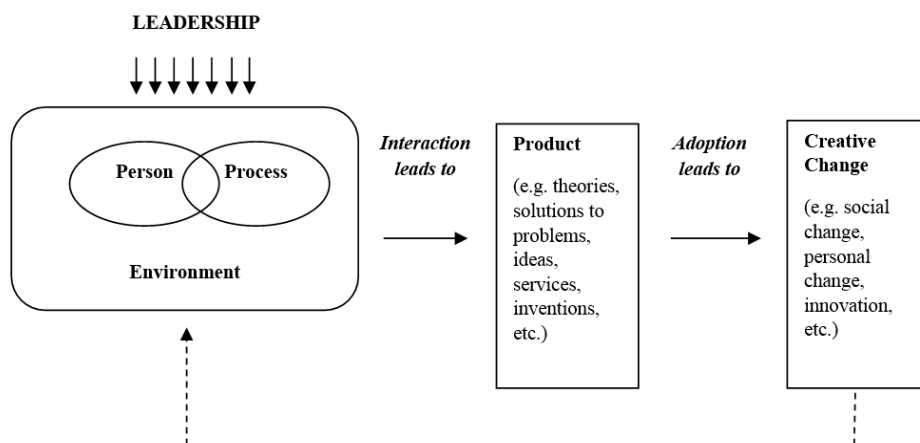 LEADERSHIP
Person
Process
Environment
Interaction
leads to
Product
(e.g. theories,
solutions to
problems,
ideas,
services,
inventions,
etc.)
Adoption
leads to
Creative
Change
(e.g. social
change,
personal
change,
innovation,
etc.)